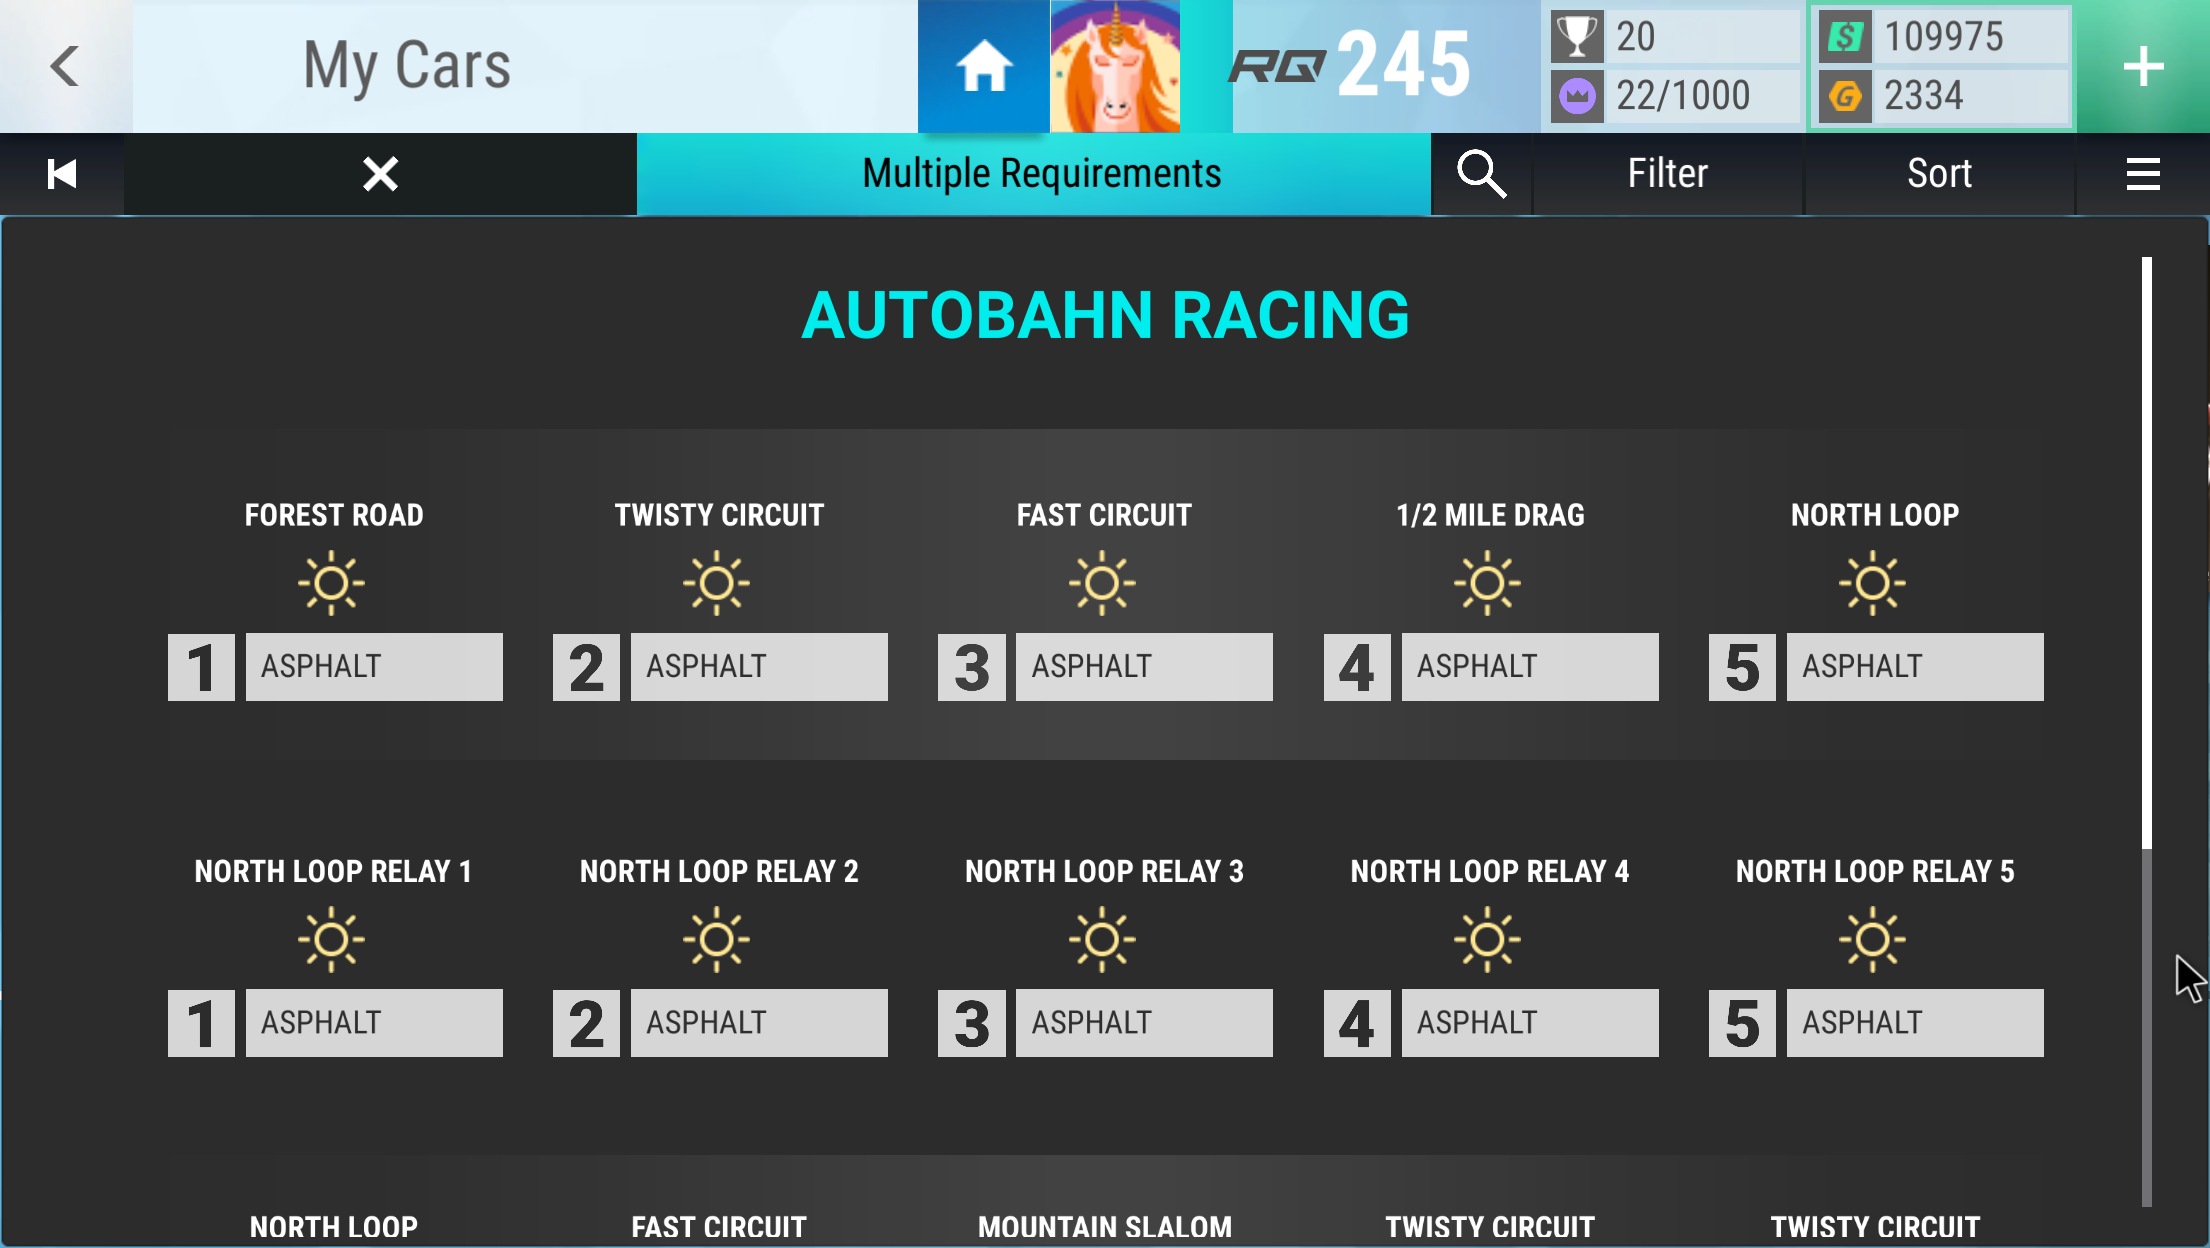 My Cars
RQ 245
20
22/1000
$ 109975
G 2334
Multiple Requirements
Filter
Sort
AUTOBAHN RACING
FOREST ROAD TWISTY CIRCUIT FAST CIRCUIT 1/2 MILE DRAG NORTH LOOP
1 ASPHALT 2 ASPHALT 3 ASPHALT 4 ASPHALT 5 ASPHALT
NORTH LOOP RELAY 1 NORTH LOOP RELAY 2 NORTH LOOP RELAY 3 NORTH LOOP RELAY 4 NORTH LOOP RELAY 5
1 ASPHALT 2 ASPHALT 3 ASPHALT 4 ASPHALT 5 ASPHALT
NORTH LOOP FAST CIRCUIT MOUNTAIN SLALOM TWISTY CIRCUIT TWISTY CIRCUIT